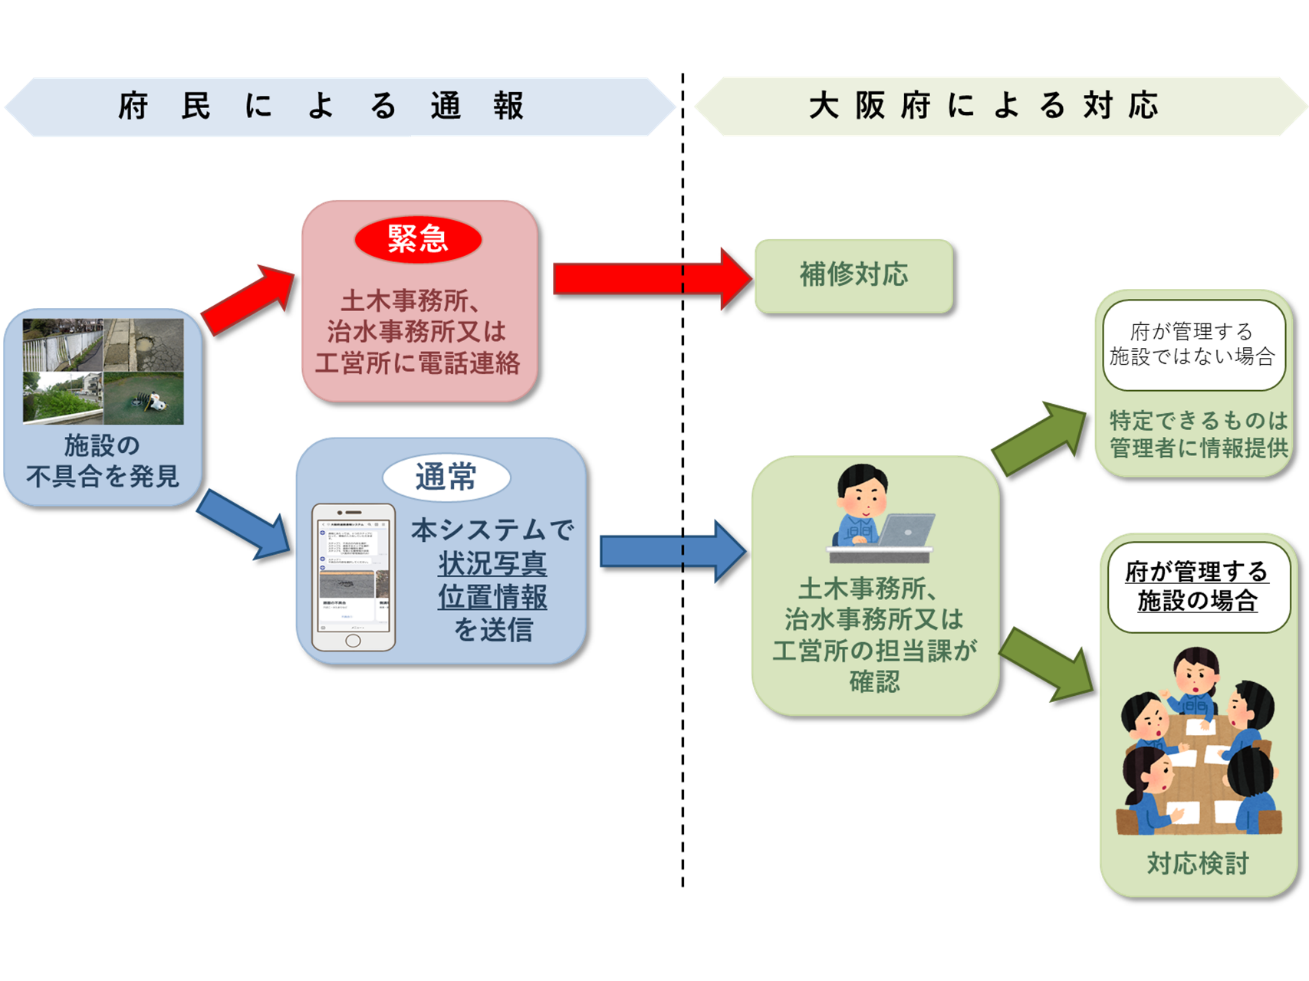 府民による通報
大阪府による対応
緊急
土木事務所、
治水事務所又は
工営所に電話連絡
補修対応
施設の
不具合を発見
通常
本システムで
状況写真
位置情報
を送信
土木事務所、
治水事務所又は
工営所の担当課が
確認
府が管理する
施設ではない場合
特定できるものは
管理者に情報提供
府が管理する
施設の場合
対応検討